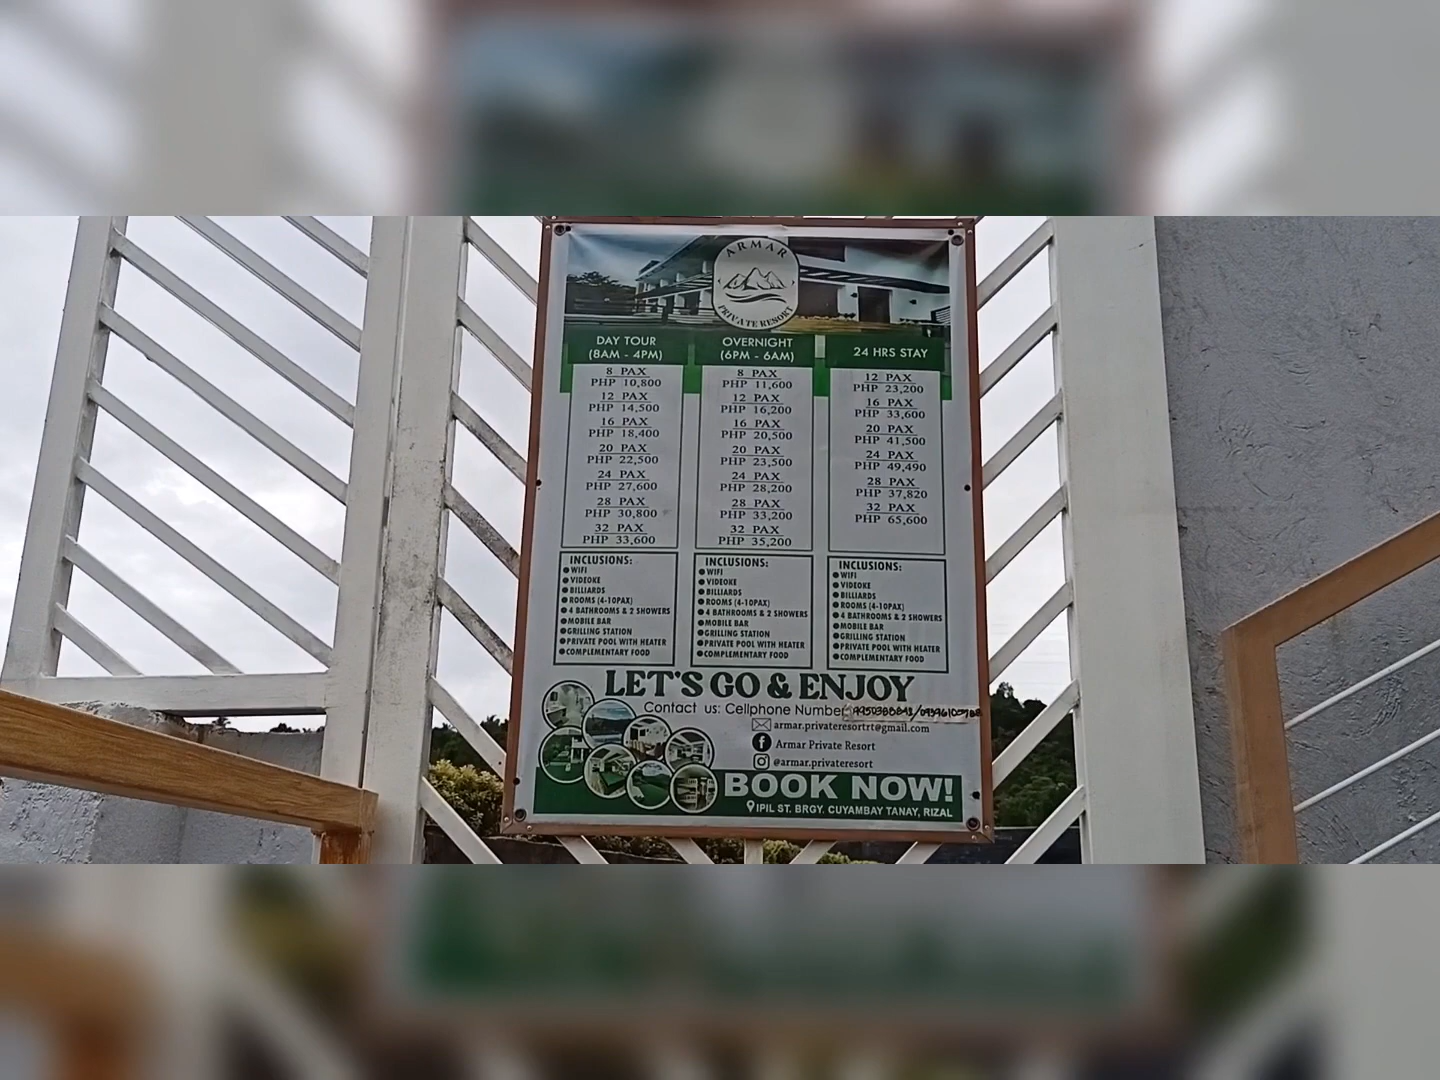 ARMAR
PRIVATE RESORT
DAY TOUR
(8AM - 4PM)
8 PAX
PHP 10,800
12 PAX
PHP 14,500
16 PAX
PHP 18,400
20 PAX
PHP 22,500
24 PAX
PHP 27,600
28 PAX
PHP 30,800
32 PAX
PHP 33,600
INCLUSIONS:
● WIFI
● VIDEOKE
● BILLIARDS
● ROOMS (4-10PAX)
● 4 BATHROOMS & 2 SHOWERS
● MOBILE BAR
● GRILLING STATION
● PRIVATE POOL WITH HEATER
● COMPLEMENTARY FOOD
OVERNIGHT
(6PM - 6AM)
8 PAX
PHP 11,600
12 PAX
PHP 16,200
16 PAX
PHP 20,500
20 PAX
PHP 23,500
24 PAX
PHP 28,200
28 PAX
PHP 33,200
32 PAX
PHP 35,200
INCLUSIONS:
● WIFI
● VIDEOKE
● BILLIARDS
● ROOMS (4-10PAX)
● 4 BATHROOMS & 2 SHOWERS
● MOBILE BAR
● GRILLING STATION
● PRIVATE POOL WITH HEATER
● COMPLEMENTARY FOOD
24 HRS STAY
12 PAX
PHP 23,200
16 PAX
PHP 33,600
20 PAX
PHP 41,500
24 PAX
PHP 49,490
28 PAX
PHP 37,820
32 PAX
PHP 65,600
INCLUSIONS:
● WIFI
● VIDEOKE
● BILLIARDS
● ROOMS (4-10PAX)
● 4 BATHROOMS & 2 SHOWERS
● MOBILE BAR
● GRILLING STATION
● PRIVATE POOL WITH HEATER
● COMPLEMENTARY FOOD
LET'S GO & ENJOY
Contact us: Cellphone Number
armar.privateresortrt@gmail.com
Armar Private Resort
@armar.privateresort
BOOK NOW!
IPIL ST. BRGY. CUYAMBAY TANAY, RIZAL